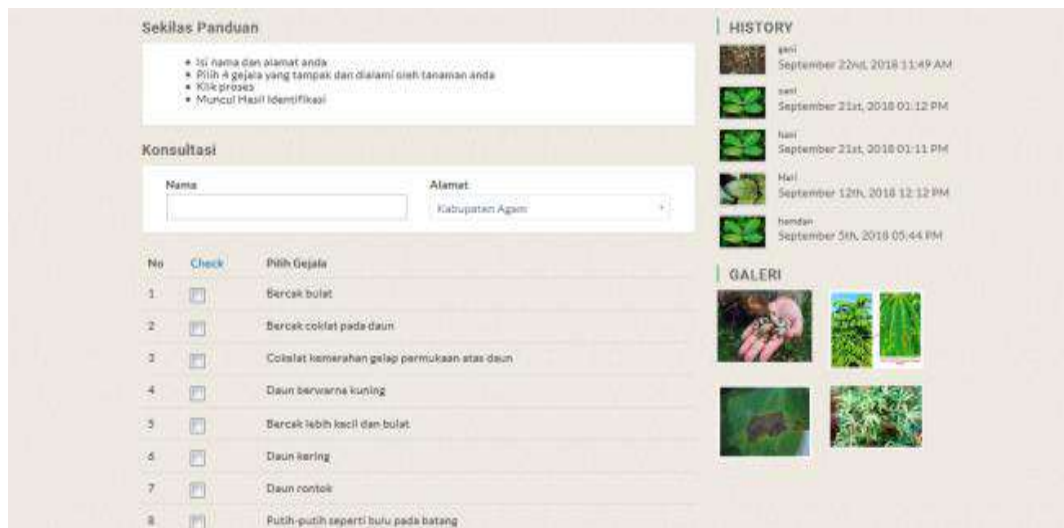 Sekilas Panduan
Isi nama dan alamat anda
Pilih 4 gejala yang tampak dan dialami oleh tanaman anda
Klik proses
Muncul Hasil Identifikasi
Konsultasi
Nama
Alamat
Kabupaten Agam
No Check Pilih Gejala
1 Bercak bulat
2 Bercak coklat pada daun
3 Cokelat kemerahan gelap permukaan atas daun
4 Daun berwarna kuning
5 Bercak lebih kecil dan bulat
6 Daun kering
7 Daun rontok
8 Putih-putih seperti bulu pada batang
HISTORY
September 22nd, 2018 11:49 AM
September 21st, 2018 01:12 PM
hani
September 21st, 2018 01:11 PM
Hari
September 12th, 2018 12:12 PM
hamdan
September 5th, 2018 05:44 PM
GALERI